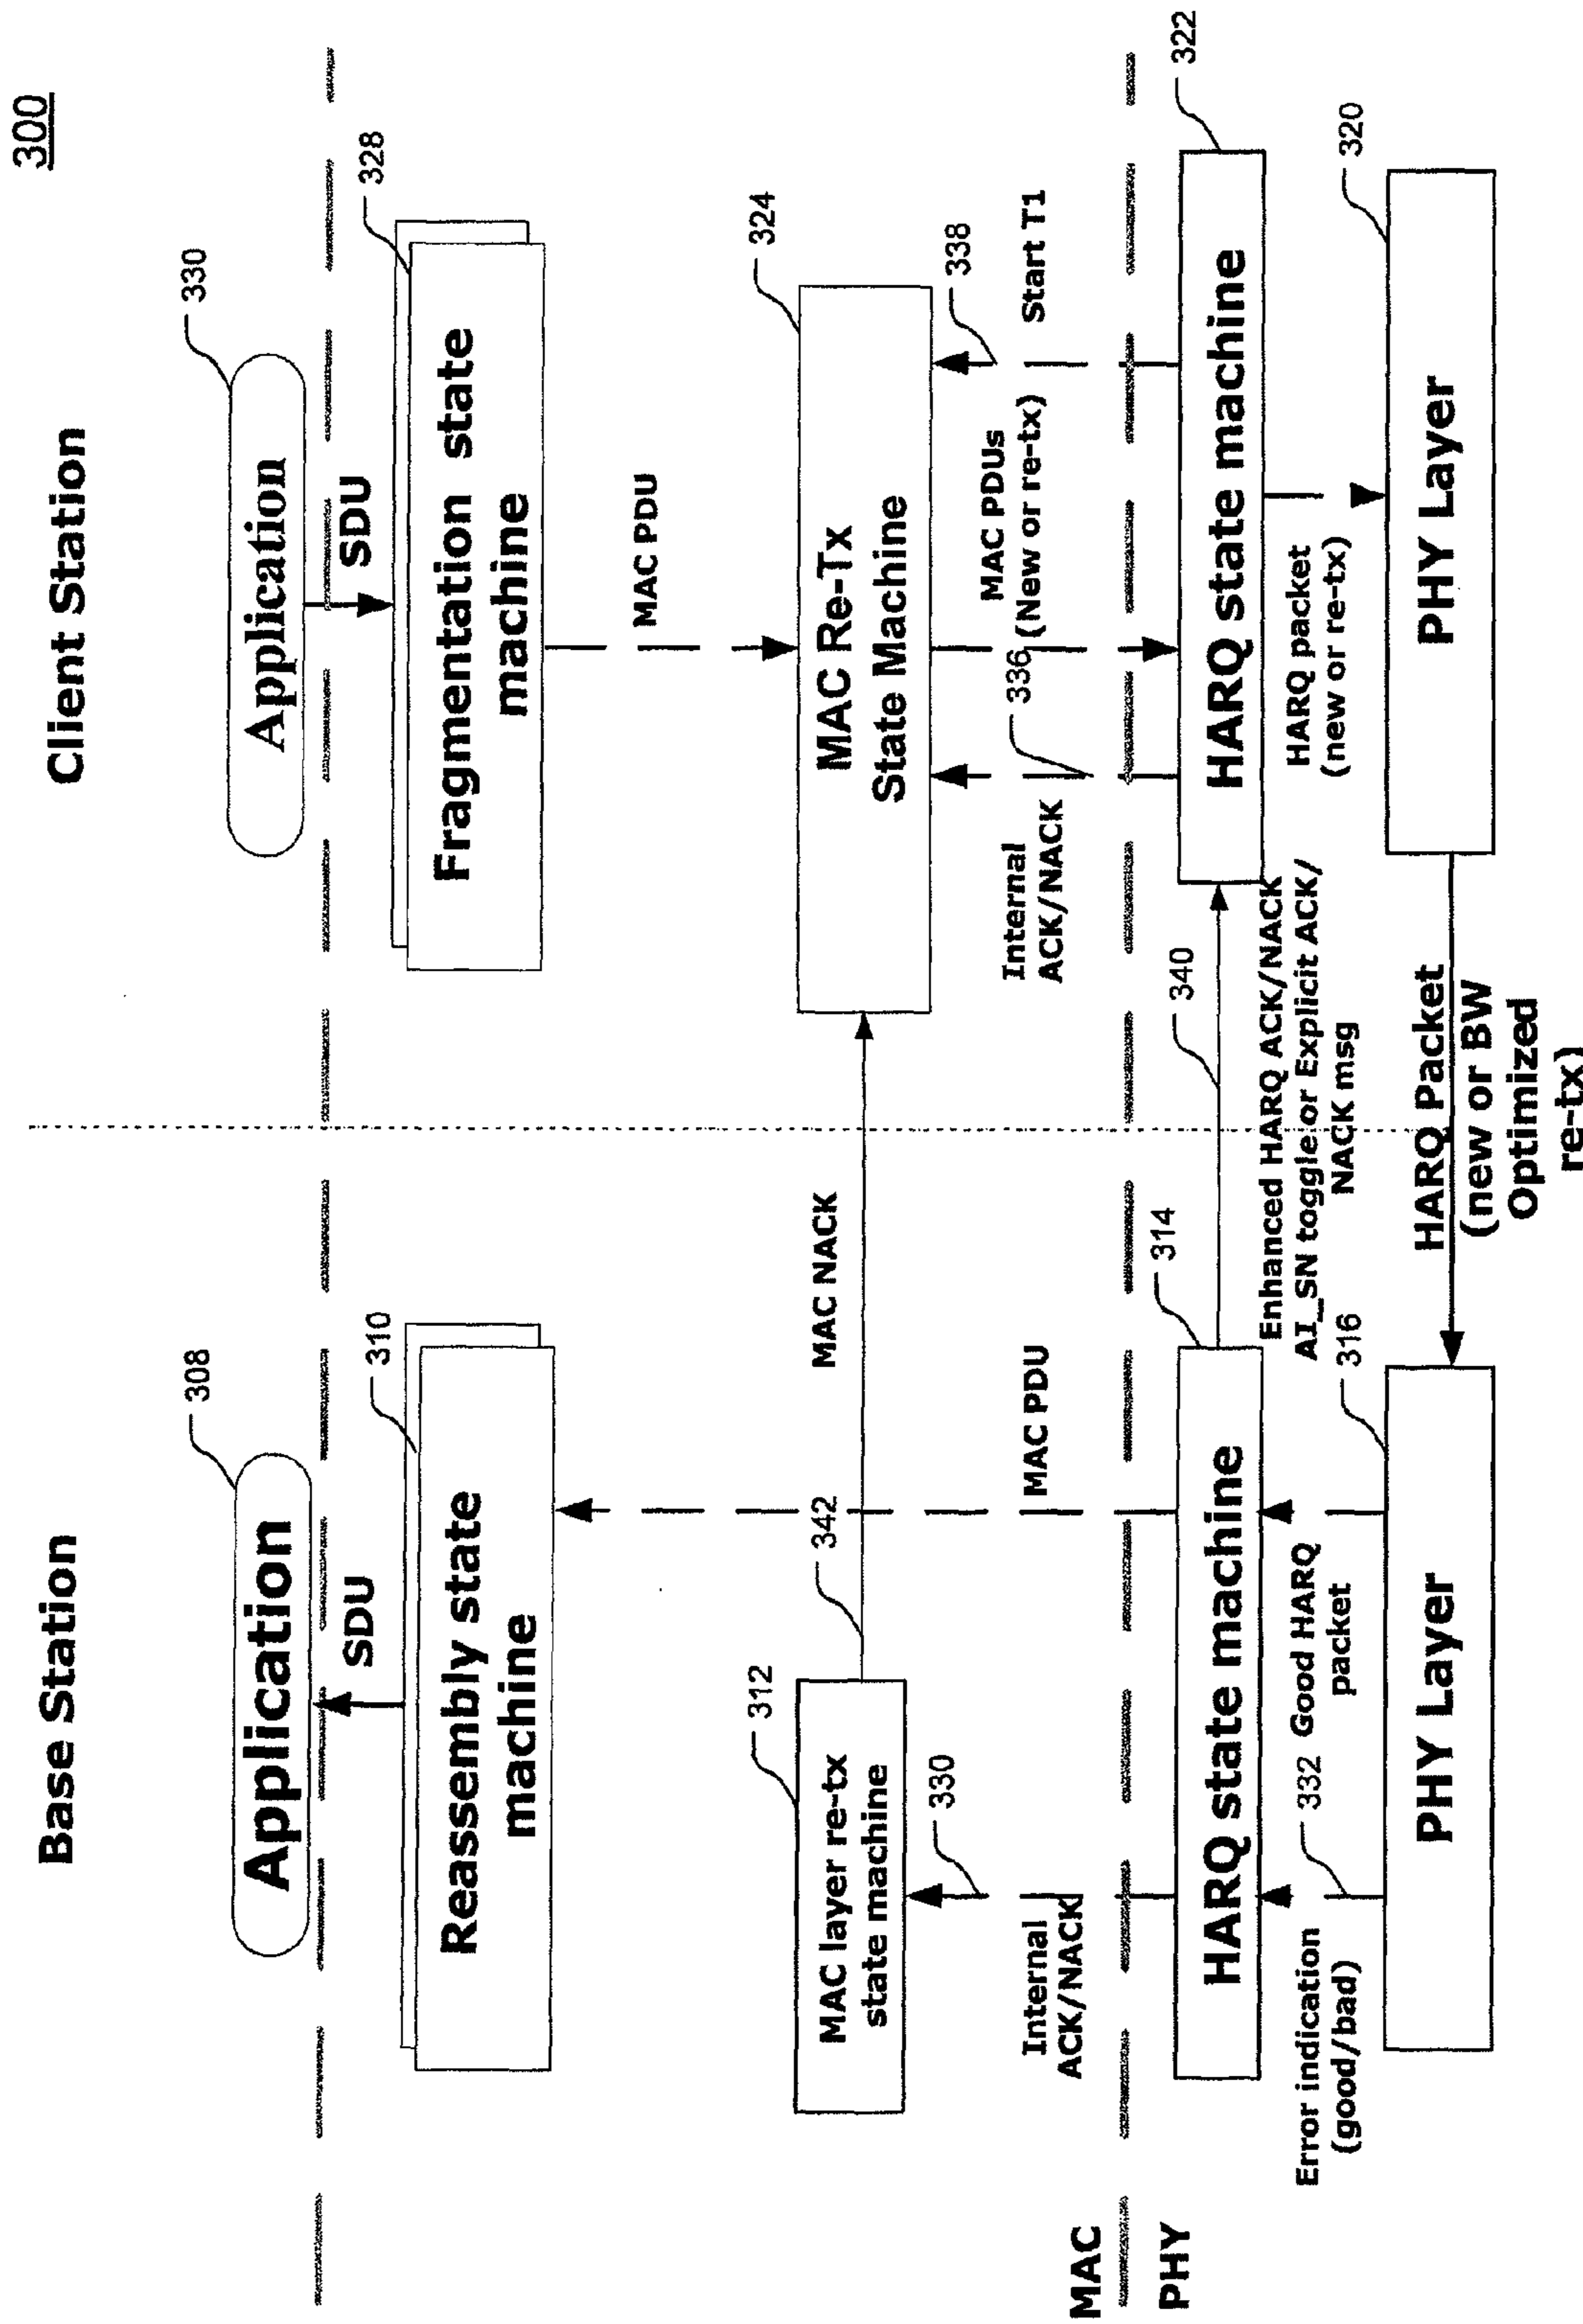 300
Base Station
Client Station
308
Application
330
Application
SDU
SDU
310
Reassembly state
machine
328
Fragmentation state
machine
MAC PDU
312
MAC layer re-tx
state machine
342
MAC NACK
324
MAC Re-Tx
State Machine
330
Internal
ACK/NACK
MAC PDU
Internal
ACK/NACK
336
MAC PDUs
(New or re-tx)
338
Start T1
MAC
PHY
314
HARQ state machine
340
322
HARQ state machine
Enhanced HARQ ACK/NACK
AI_SN toggle or Explicit ACK/
NACK msg
Error indication
(good/bad)
332
Good HARQ
packet
HARQ packet
(new or re-tx)
316
PHY Layer
320
PHY Layer
HARQ Packet
(new or BW
Optimized
re-tx)